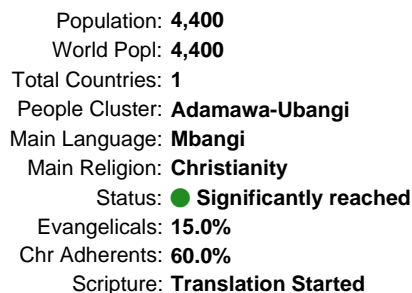 Population: 4,400
World Popl: 4,400
Total Countries: 1
People Cluster: Adamawa-Ubangi
Main Language: Mbangi
Main Religion: Christianity
Status: Significantly reached
Evangelicals: 15.0%
Chr Adherents: 60.0%
Scripture: Translation Started